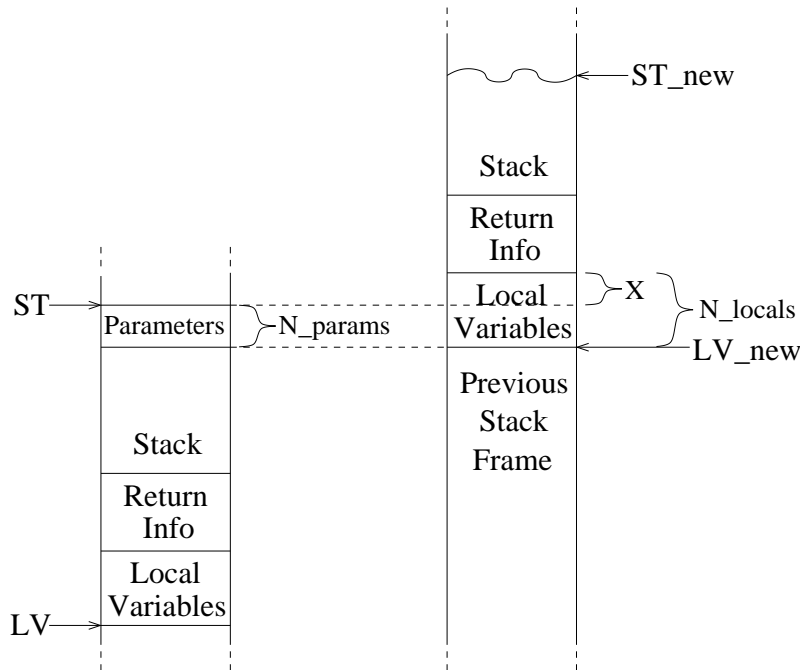 ST
Parameters
N_params
Stack
Return
Info
Local
Variables
LV
ST_new
Stack
Return
Info
Local
Variables
X
N_locals
LV_new
Previous
Stack
Frame